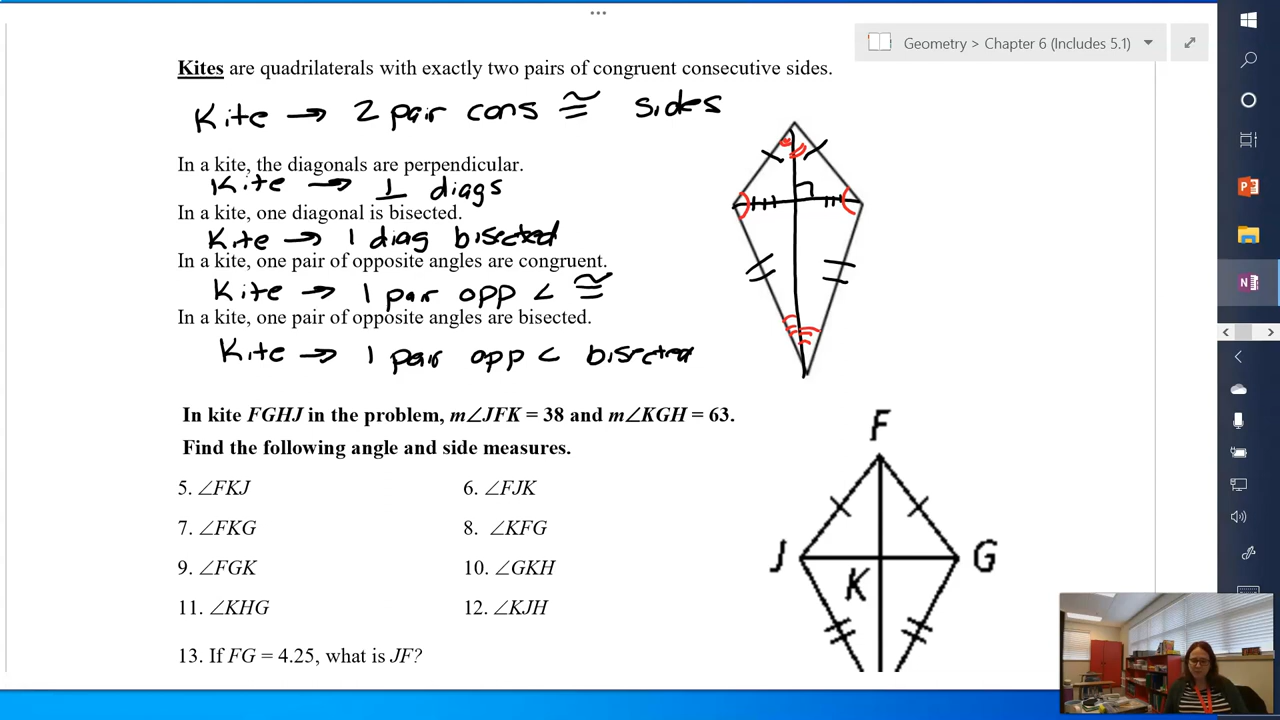 Geometry > Chapter 6 (Includes 5.1)
Kites are quadrilaterals with exactly two pairs of congruent consecutive sides.
Kite → 2 pair cons ≅ sides
In a kite, the diagonals are perpendicular.
Kite → ⊥ diags
In a kite, one diagonal is bisected.
Kite → 1 diag bisected
In a kite, one pair of opposite angles are congruent.
Kite → 1 pair opp < ≅
In a kite, one pair of opposite angles are bisected.
Kite → 1 pair opp < bisected
In kite FGHJ in the problem, m∠JFK = 38 and m∠KGH = 63.
Find the following angle and side measures.
F
5. ∠FKJ 6. ∠FJK
7. ∠FKG 8. ∠KFG
J K G
9. ∠FGK 10. ∠GKH
11. ∠KHG 12. ∠KJH
13. If FG = 4.25, what is JF?